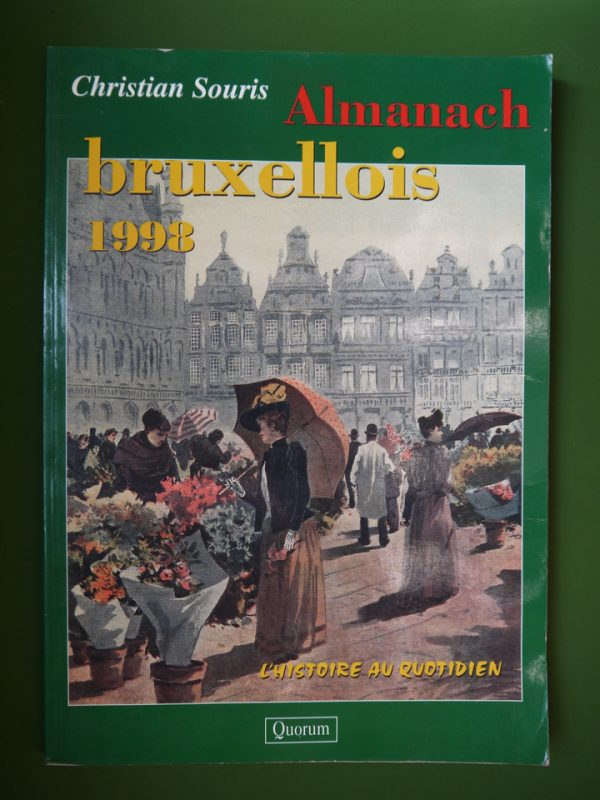 Christian Souris
Almanach
bruxellois
1998
L'HISTOIRE AU QUOTIDIEN
Quorum